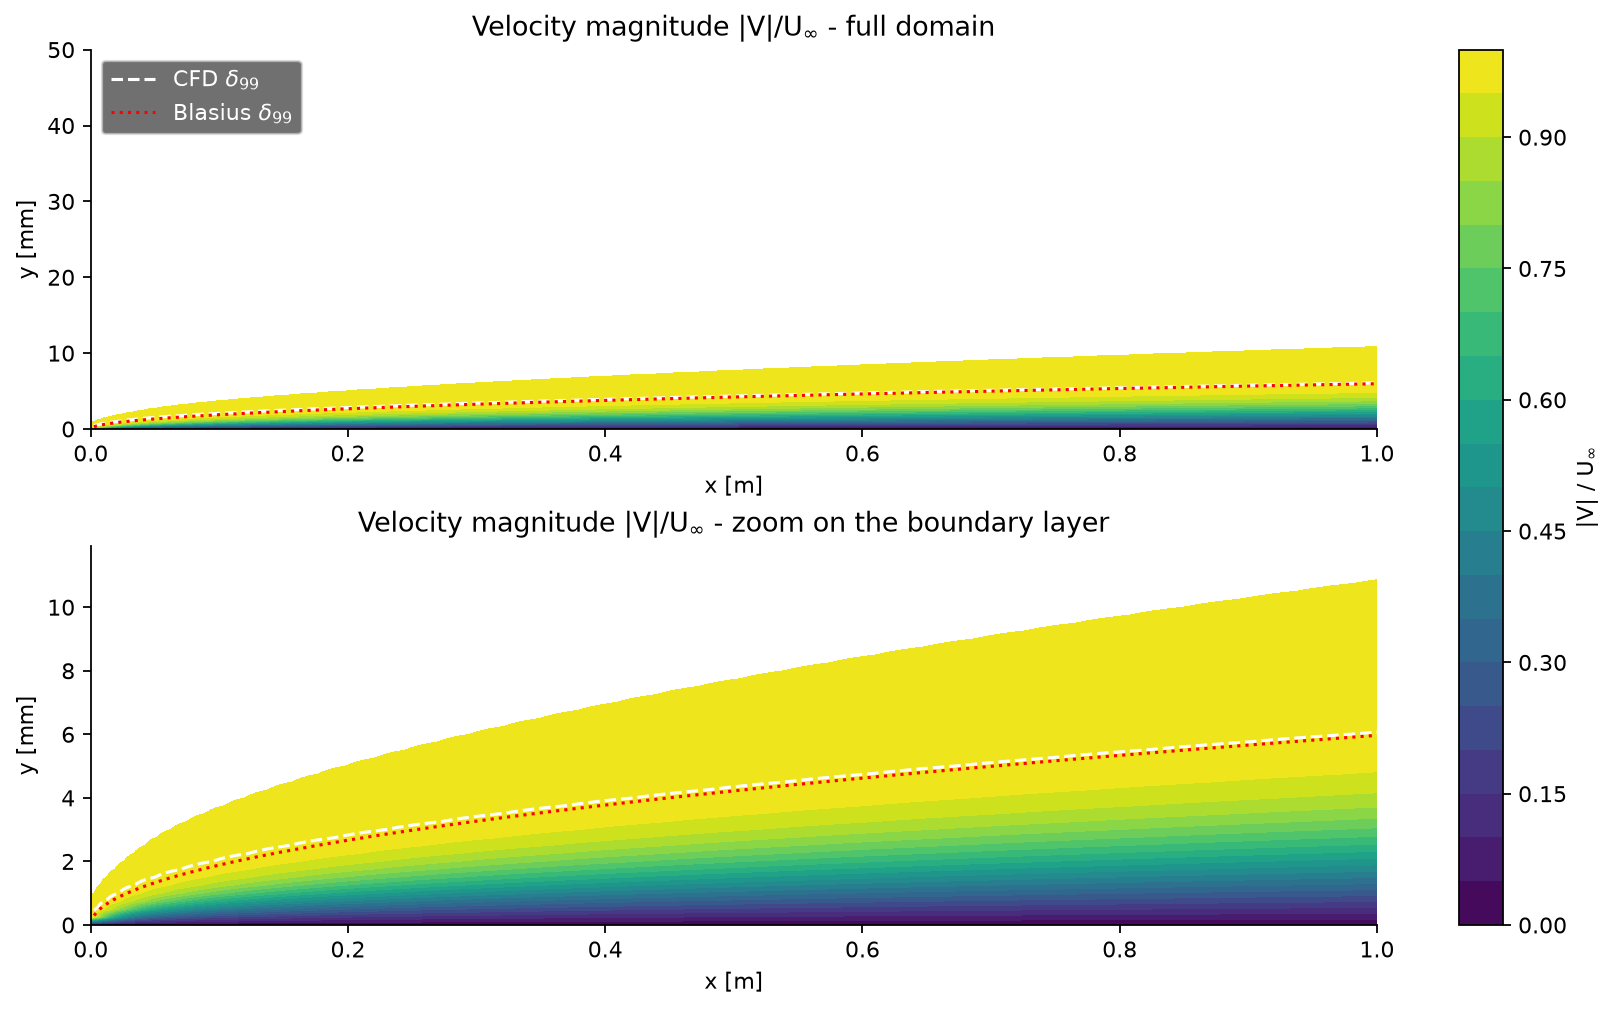 Velocity magnitude |V|/U∞ - full domain
50
40
30
20
10
0
y [mm]
CFD δ99
Blasius δ99
0.0 0.2 0.4 0.6 0.8 1.0
x [m]
Velocity magnitude |V|/U∞ - zoom on the boundary layer
10
8
6
4
2
0
y [mm]
0.0 0.2 0.4 0.6 0.8 1.0
x [m]
0.90
0.75
0.60
0.45
0.30
0.15
0.00
|V| / U∞